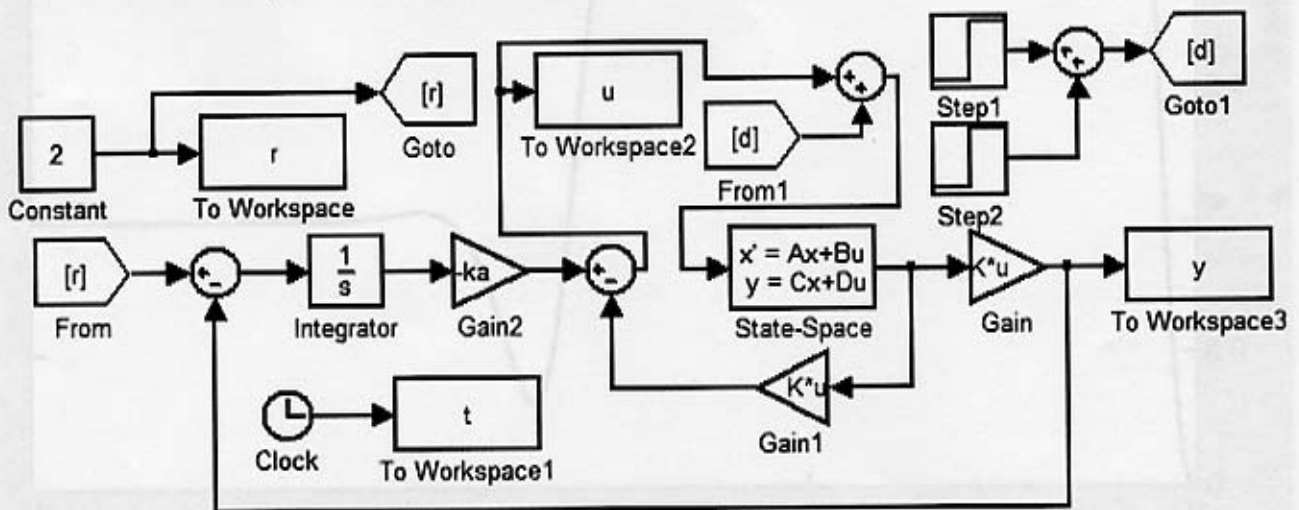 [r]
Goto
2
Constant
r
To Workspace
u
To Workspace2
[d]
From1
Step1
Step2
[d]
Goto1
[r]
From
1
s
Integrator
-ka
Gain2
x' = Ax+Bu
y = Cx+Du
State-Space
K*u
Gain
y
To Workspace3
K*u
Gain1
Clock
t
To Workspace1